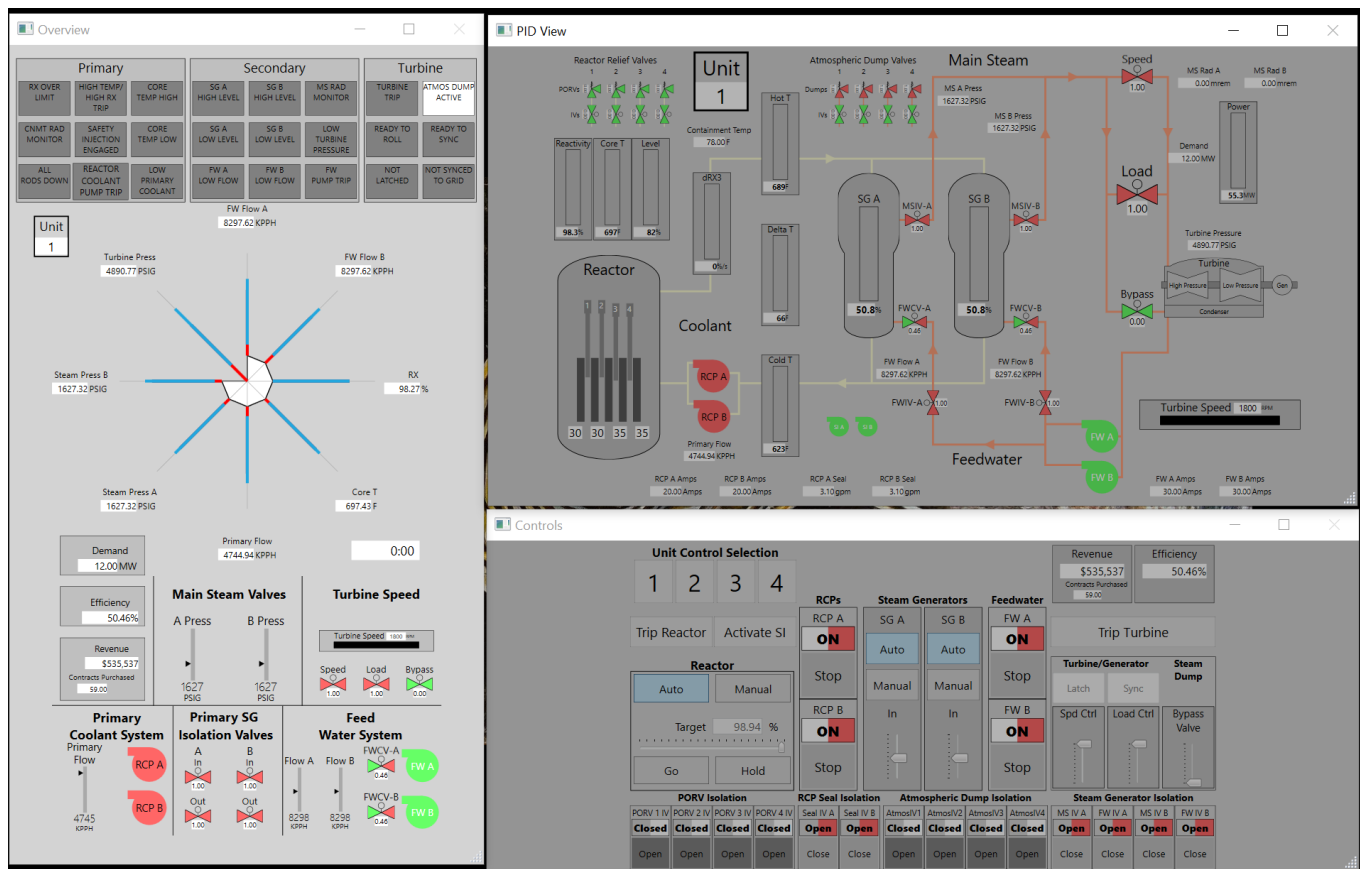 Overview
Primary
RX OVER LIMIT
HIGH TEMP/ HIGH RX TRIP
CORE TEMP HIGH
CNMT RAD MONITOR
SAFETY INJECTION ENGAGED
CORE TEMP LOW
ALL RODS DOWN
REACTOR COOLANT PUMP TRIP
LOW PRIMARY COOLANT
Secondary
SG A HIGH LEVEL
SG B HIGH LEVEL
MS RAD MONITOR
SG A LOW LEVEL
SG B LOW LEVEL
LOW TURBINE PRESSURE
FW A LOW FLOW
FW B LOW FLOW
FW PUMP TRIP
Turbine
TURBINE TRIP
ATMOS DUMP ACTIVE
READY TO ROLL
READY TO SYNC
NOT LATCHED
NOT SYNCED TO GRID
Unit
1
FW Flow A
8297.62 KPPH
Turbine Press
4890.77 PSIG
FW Flow B
8297.62 KPPH
Steam Press B
1627.32 PSIG
RX
98.27 %
Steam Press A
1627.32 PSIG
Core T
697.43 F
Primary Flow
4744.94 KPPH
0:00
Demand
12.00 MW
Efficiency
50.46%
Revenue
$535,537
Contracts Purchased
59.00
Main Steam Valves
A Press
B Press
1627 PSIG
1627 PSIG
Turbine Speed
Turbine Speed 1800 RPM
Speed Load Bypass
1.00 1.00 0.00
Primary Coolant System
Primary Flow
4745 KPPH
RCP A
RCP B
Primary SG Isolation Valves
A B
In In
1.00 1.00
Out Out
1.00 1.00
Feed Water System
Flow A Flow B
8298 KPPH
8298 KPPH
FWCV-A
0.46
FW A
FWCV-B
0.46
FW B
PID View
Reactor Relief Valves
1 2 3 4
PORVs
IVs
Unit
1
Atmospheric Dump Valves
1 2 3 4
Dumps
IVs
Main Steam
MS A Press
1627.32 PSIG
MS B Press
1627.32 PSIG
Speed
1.00
MS Rad A
0.00 mrem
MS Rad B
0.00 mrem
Power
55.3MW
Demand
12.00 MW
Containment Temp
78.00 F
Hot T
689F
Reactivity Core T Level
98.3% 697F 82%
dRX3
0%/s
Delta T
66F
Cold T
623F
SG A
50.8%
SG B
50.8%
MSIV-A
1.00
MSIV-B
1.00
Load
1.00
Turbine Pressure
4890.77 PSIG
Turbine
High Pressure
Low Pressure
Gen
Condenser
Bypass
0.00
Reactor
1 2 3 4
30 30 35 35
Coolant
RCP A
RCP B
Primary Flow
4744.94 KPPH
FWCV-A
0.46
FWCV-B
0.46
FW Flow A
8297.62 KPPH
FW Flow B
8297.62 KPPH
FWIV-A
1.00
FWIV-B
1.00
SI A
SI B
Turbine Speed 1800 RPM
FW A
FW B
Feedwater
RCP A Amps
20.00 Amps
RCP B Amps
20.00 Amps
RCP A Seal
3.10 gpm
RCP B Seal
3.10 gpm
FW A Amps
30.00 Amps
FW B Amps
30.00 Amps
Controls
Unit Control Selection
1 2 3 4
Trip Reactor
Activate SI
Reactor
Auto
Manual
Target 98.94 %
Go
Hold
RCPs
RCP A
ON
Stop
RCP B
ON
Stop
Steam Generators
SG A
Auto
Manual
In
SG B
Auto
Manual
In
Feedwater
FW A
ON
Stop
FW B
ON
Stop
Revenue
$535,537
Contracts Purchased
59.00
Efficiency
50.46%
Trip Turbine
Turbine/Generator
Latch
Sync
Spd Ctrl
Load Ctrl
Steam Dump
Bypass Valve
PORV Isolation
PORV 1 IV PORV 2 IV PORV 3 IV PORV 4 IV
Closed Closed Closed Closed
Open Open Open Open
RCP Seal Isolation
Seal IV A Seal IV B
Open Open
Close Close
Atmospheric Dump Isolation
AtmosIV1 AtmosIV2 AtmosIV3 AtmosIV4
Closed Closed Closed Closed
Open Open Open Open
Steam Generator Isolation
MS IV A FW IV A MS IV B FW IV B
Open Open Open Open
Close Close Close Close